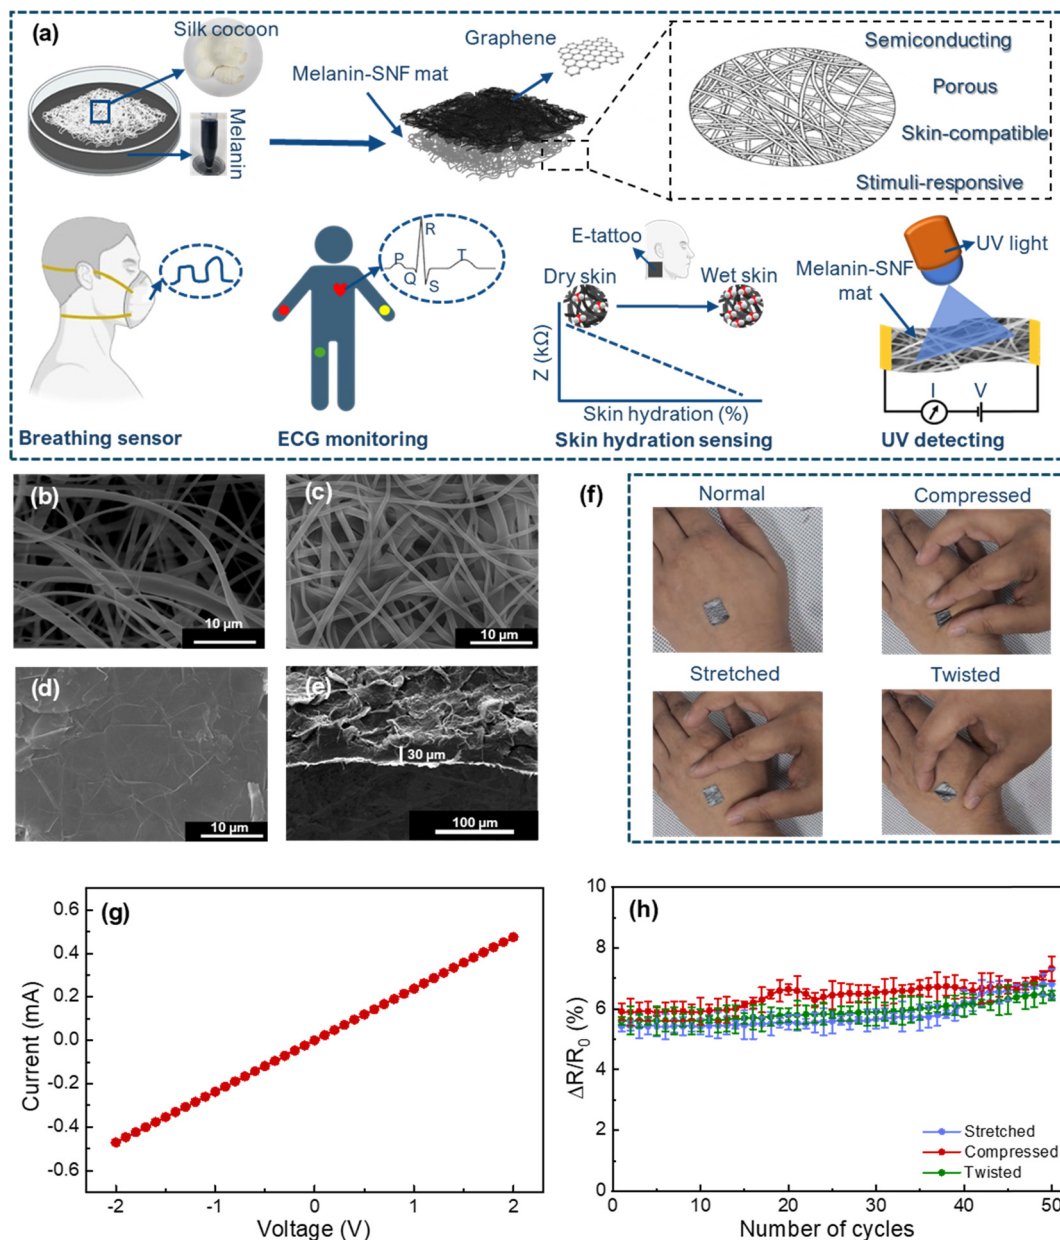 (a)
Silk cocoon
Melanin
Melanin-SNF mat
Graphene
Semiconducting
Porous
Skin-compatible
Stimuli-responsive
Breathing sensor
P
Q
R
S
T
ECG monitoring
E-tattoo
Dry skin
Wet skin
Z (kΩ)
Skin hydration (%)
Skin hydration sensing
UV light
Melanin-SNF
mat
I
V
UV detecting
(b)
10 µm
(c)
10 µm
(d)
10 µm
(e)
30 µm
100 µm
(f)
Normal
Compressed
Stretched
Twisted
(g)
Current (mA)
0.6
0.4
0.2
0.0
-0.2
-0.4
-0.6
-2
-1
0
1
2
Voltage (V)
(h)
ΔR/R0 (%)
10
8
6
4
2
0
Stretched
Compressed
Twisted
0
10
20
30
40
50
Number of cycles